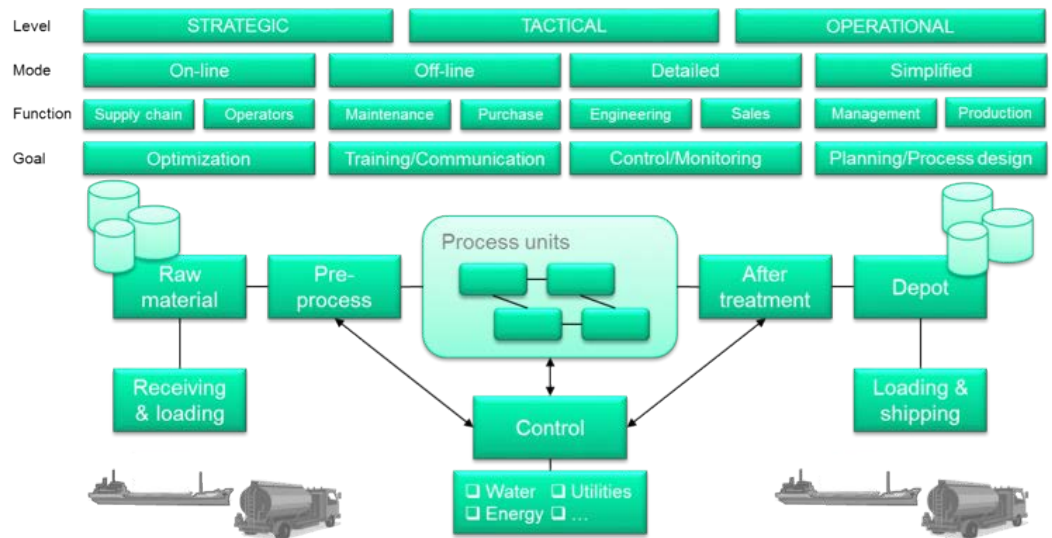 Level STRATEGIC TACTICAL OPERATIONAL
Mode On-line Off-line Detailed Simplified
Function Supply chain Operators Maintenance Purchase Engineering Sales Management Production
Goal Optimization Training/Communication Control/Monitoring Planning/Process design
Raw
material
Pre-
process
Process units
After
treatment
Depot
Receiving
& loading
Control
Loading &
shipping
❑ Water ❑ Utilities
❑ Energy ❑ ...